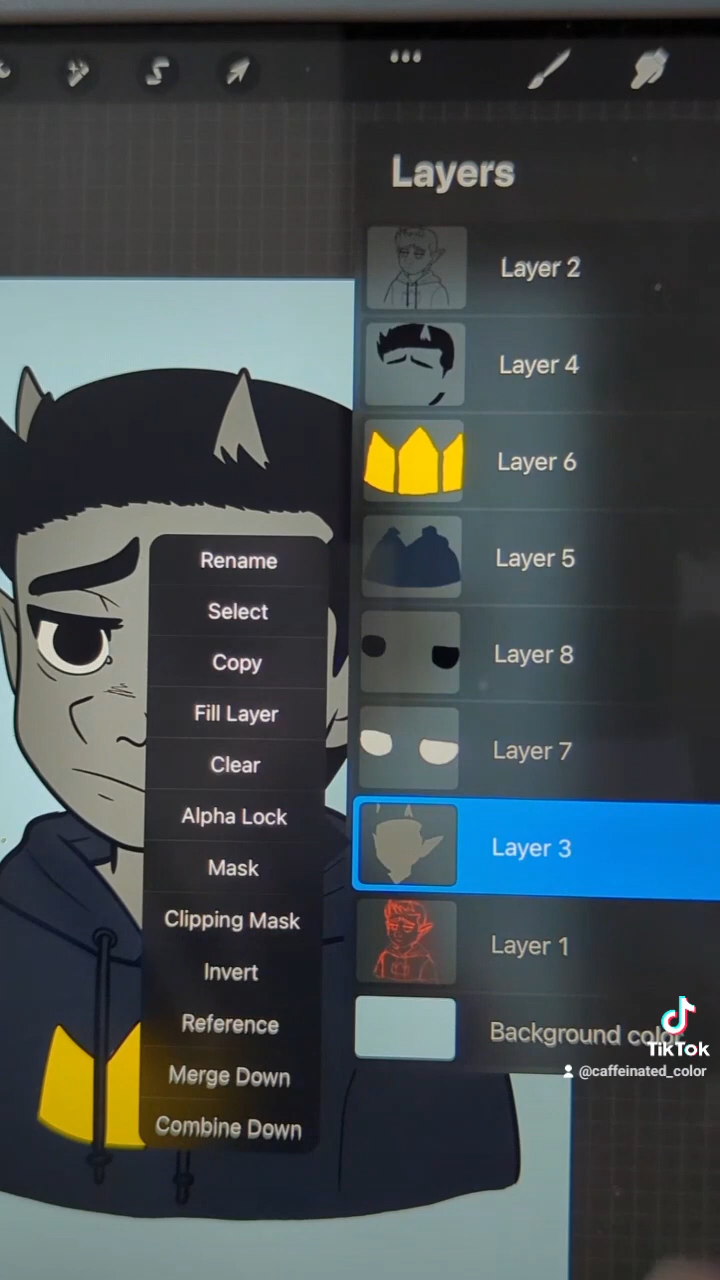 Layers
Layer 2
Layer 4
Layer 6
Layer 5
Layer 8
Layer 7
Layer 3
Layer 1
Background color
Rename
Select
Copy
Fill Layer
Clear
Alpha Lock
Mask
Clipping Mask
Invert
Reference
Merge Down
Combine Down
TikTok
@caffeinated_color